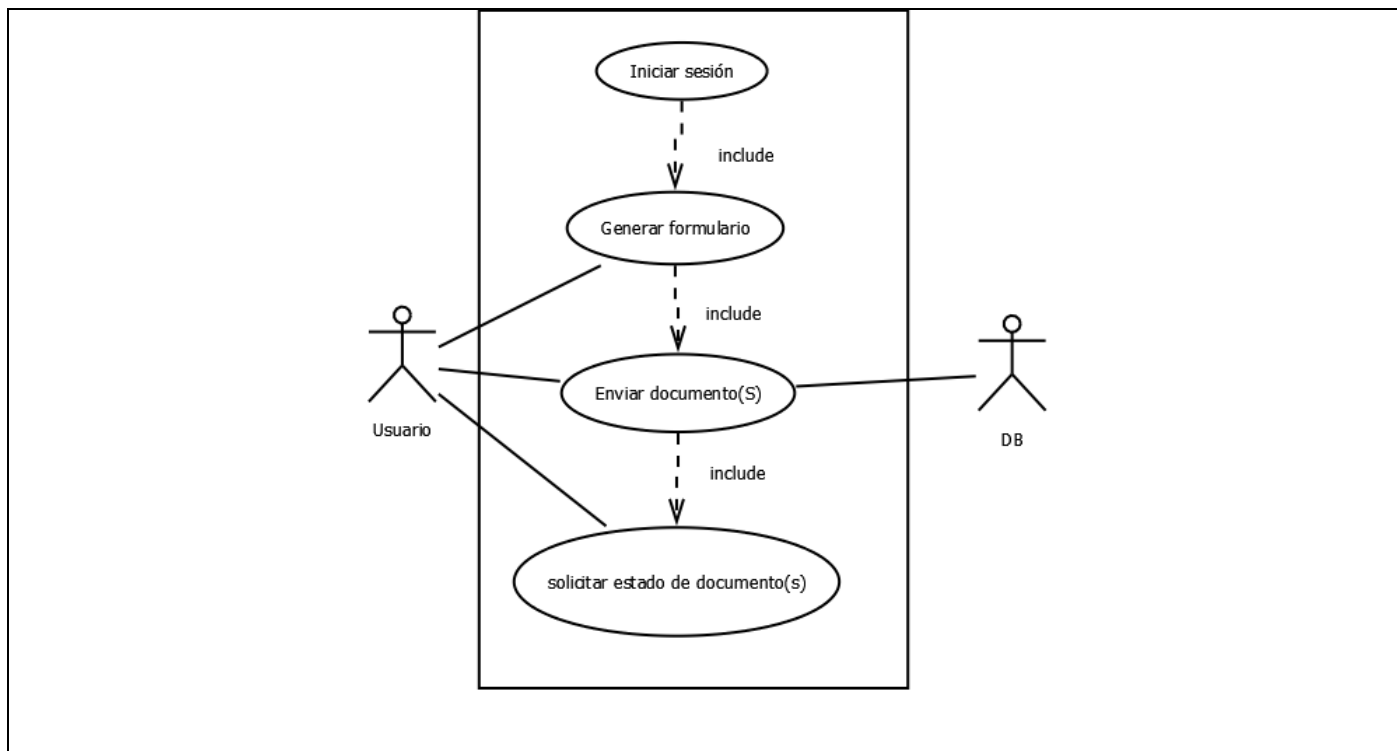 Iniciar sesión
include
Generar formulario
include
Enviar documento(S)
Usuario
DB
include
solicitar estado de documento(s)